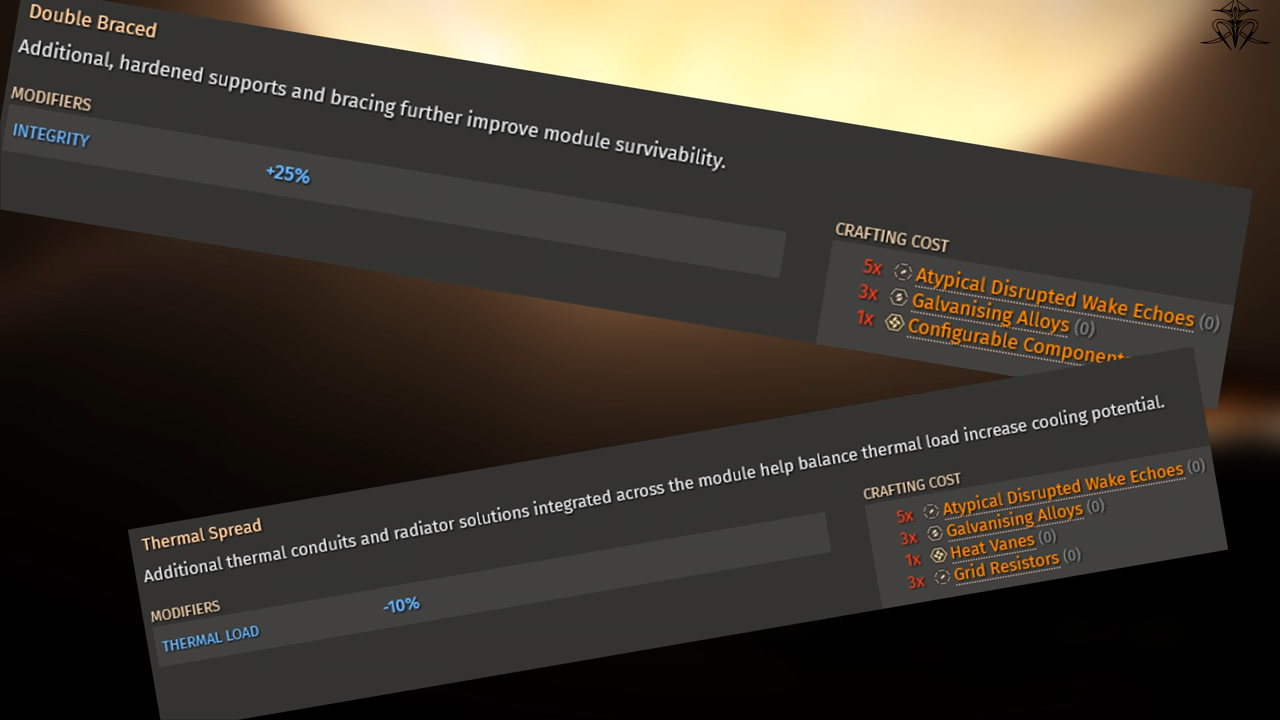 Double Braced
Additional, hardened supports and bracing further improve module survivability.
MODIFIERS
INTEGRITY
+25%
CRAFTING COST
5x Atypical Disrupted Wake Echoes (0)
3x Galvanising Alloys (0)
1x Configurable Component
Thermal Spread
Additional thermal conduits and radiator solutions integrated across the module help balance thermal load increase cooling potential.
MODIFIERS
THERMAL LOAD
-10%
CRAFTING COST
5x Atypical Disrupted Wake Echoes (0)
3x Galvanising Alloys (0)
1x Heat Vanes (0)
3x Grid Resistors (0)